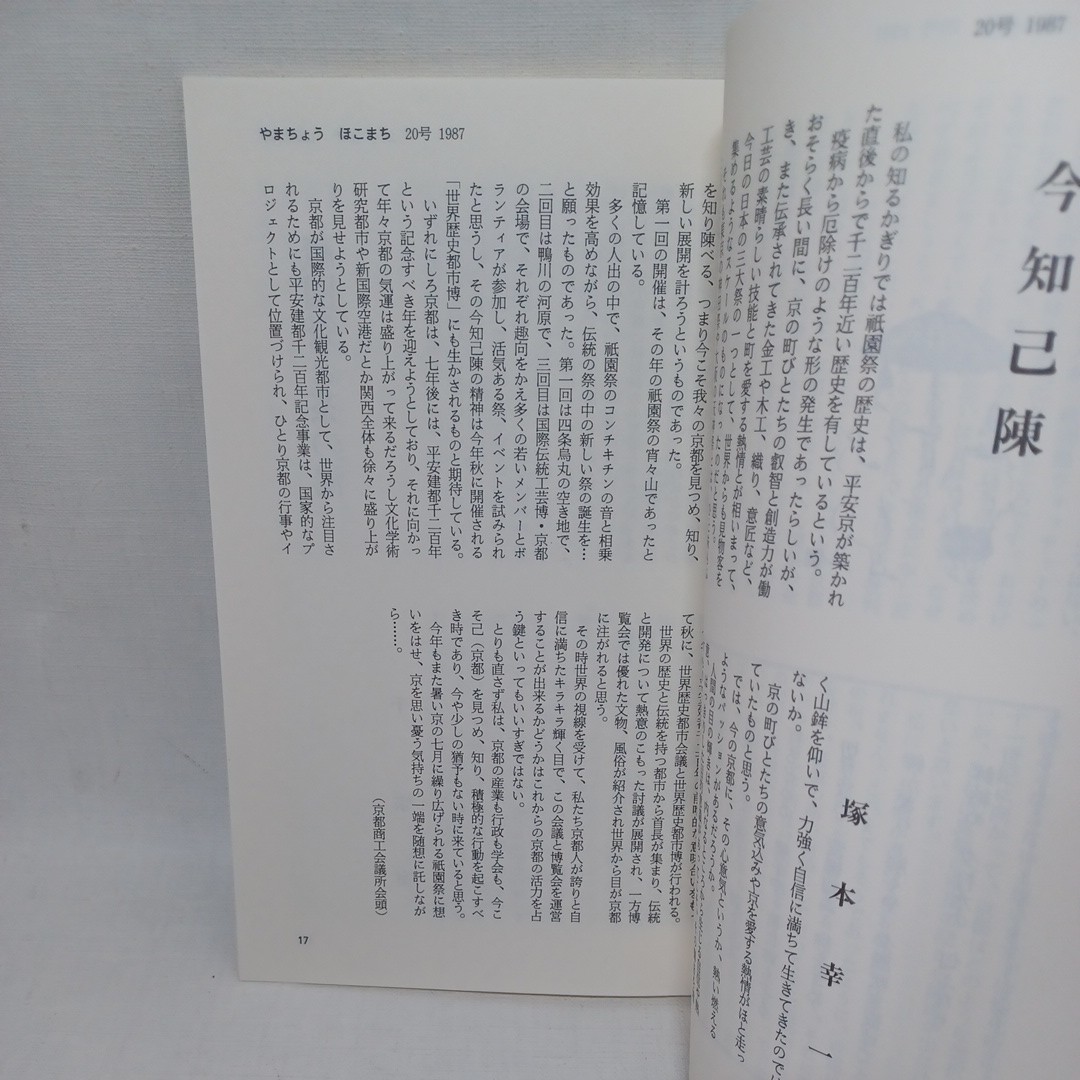 20号 1987
今知己陳
塚本幸一
私の知るかぎりでは祇園祭の歴史は、平安京が築かれ
た直後からで千二百年近い歴史を有しているという。
疫病から厄除けのような形の発生であったらしいが、
おそらく長い間に、京の町びとたちの叡智と創造力が働
き、また伝承されてきた金工や木工、織り、意匠など、
工芸の素晴らしい技能と町を愛する熱情とが相いまって、
今日の日本の三大祭の一つとして、世界からも見物客を
集めるようなスケールのものになったのだと思う。
く山鉾を仰いで、力強く自信に満ちて生きてきたので
ないか。
京の町びとたちの意気込みや京を愛する熱情がほと走っ
ていたものと思う。
では、今の京都に、その心意気というか、熱い燃える
ようなパッションがあるだろうか。
やまちょう ほこまち 20号 1987
を知り陳べる、つまり今こそ我々の京都を見つめ、知り、
新しい展開を計ろうというものであった。
第一回の開催は、その年の祇園祭の宵々山であったと
記憶している。
多くの人出の中で、祇園祭のコンチキチンの音と相乗
効果を高めながら、伝統の祭の中の新しい祭の誕生を…
と願ったものであった。第一回は四条烏丸の空き地で、
二回目は鴨川の河原で、三回目は国際伝統工芸博・京都
の会場で、それぞれ趣向をかえ多くの若いメンバーとボ
ランティアが参加し、活気ある祭、イベントを試みられ
たと思うし、その今知己陳の精神は今年秋に開催される
「世界歴史都市博」にも生かされるものと期待している。
いずれにしろ京都は、七年後には、平安建都千二百年
という記念すべき年を迎えようとしており、それに向かっ
て年々京都の気運は盛り上がって来るだろうし文化学術
研究都市や新国際空港だとか関西全体も徐々に盛り上が
りを見せようとしている。
京都が国際的な文化観光都市として、世界から注目さ
れるためにも平安建都千二百年記念事業は、国家的なプ
ロジェクトとして位置づけられ、ひとり京都の行事やイ
て秋に、世界歴史都市会議と世界歴史都市博が行われる。
世界の歴史と伝統を持つ都市から首長が集まり、伝統
と開発について熱意のこもった討議が展開され、一方博
覧会では優れた文物、風俗が紹介され世界から目が京都
に注がれると思う。
その時世界の視線を受けて、私たち京都人が誇りと自
信に満ちたキラキラ輝く目で、この会議と博覧会を運営
することが出来るかどうかはこれからの京都の活力を占
う鍵といってもいいすぎではない。
とりも直さず私は、京都の産業も行政も学会も、今こ
そ己（京都）を見つめ、知り、積極的な行動を起こすべ
き時であり、今や少しの猶予もない時に来ていると思う。
今年もまた暑い京の七月に繰り広げられる祇園祭に想
いをはせ、京を思い憂う気持ちの一端を随想に託しなが
ら……。
（京都商工会議所会頭）
17